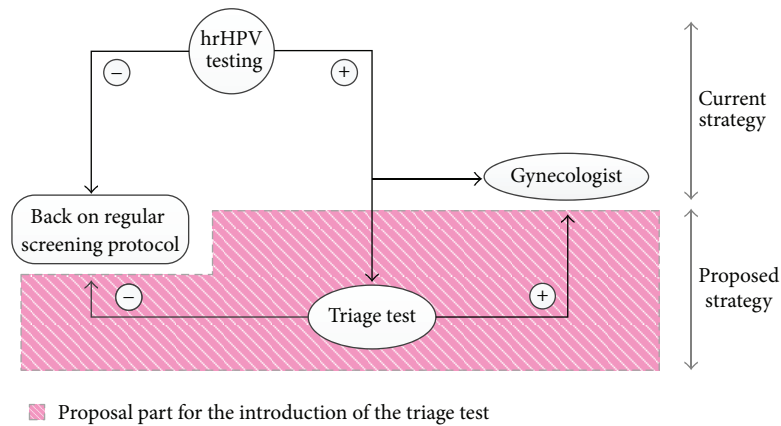 hrHPV
testing
−
+
Current
strategy
Gynecologist
Back on regular
screening protocol
Proposed
strategy
−
+
Triage test
Proposal part for the introduction of the triage test